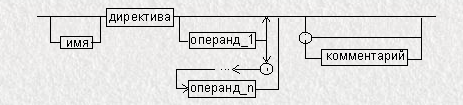 директива
имя
операнд_1
комментарий
...
операнд_n